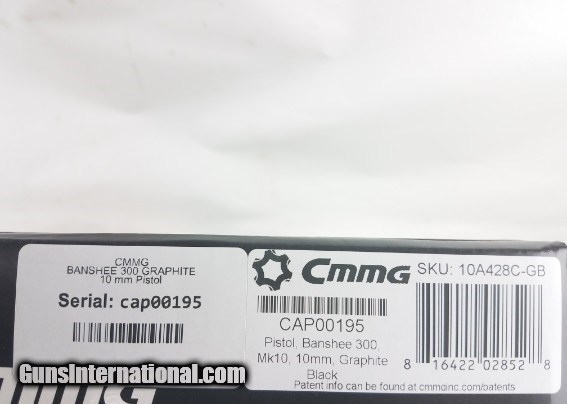 CMMG
BANSHEE 300 GRAPHITE
10 mm Pistol
Serial: cap00195
CMMG
SKU: 10A428C-GB
CAP00195
Pistol, Banshee 300,
Mk10, 10mm, Graphite
Black
8 16422 02852 8
Patent info can be found at cmmginc.com/patents
GunsInternational.com